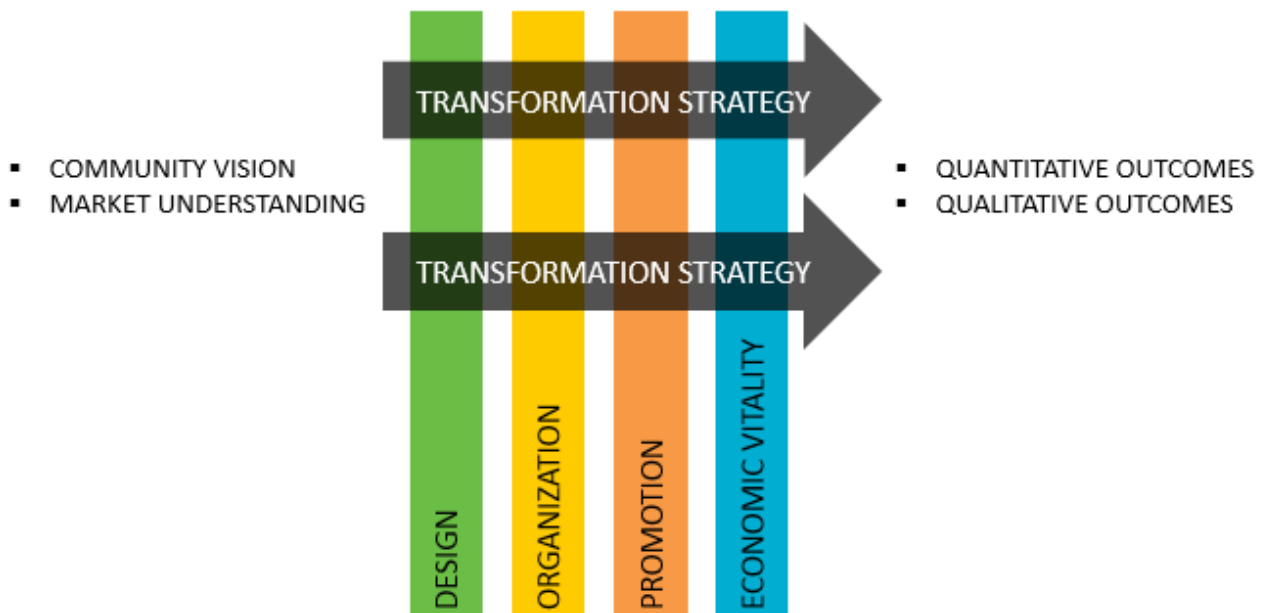 TRANSFORMATION STRATEGY
▪ COMMUNITY VISION
▪ MARKET UNDERSTANDING
▪ QUANTITATIVE OUTCOMES
▪ QUALITATIVE OUTCOMES
TRANSFORMATION STRATEGY
DESIGN
ORGANIZATION
PROMOTION
ECONOMIC VITALITY